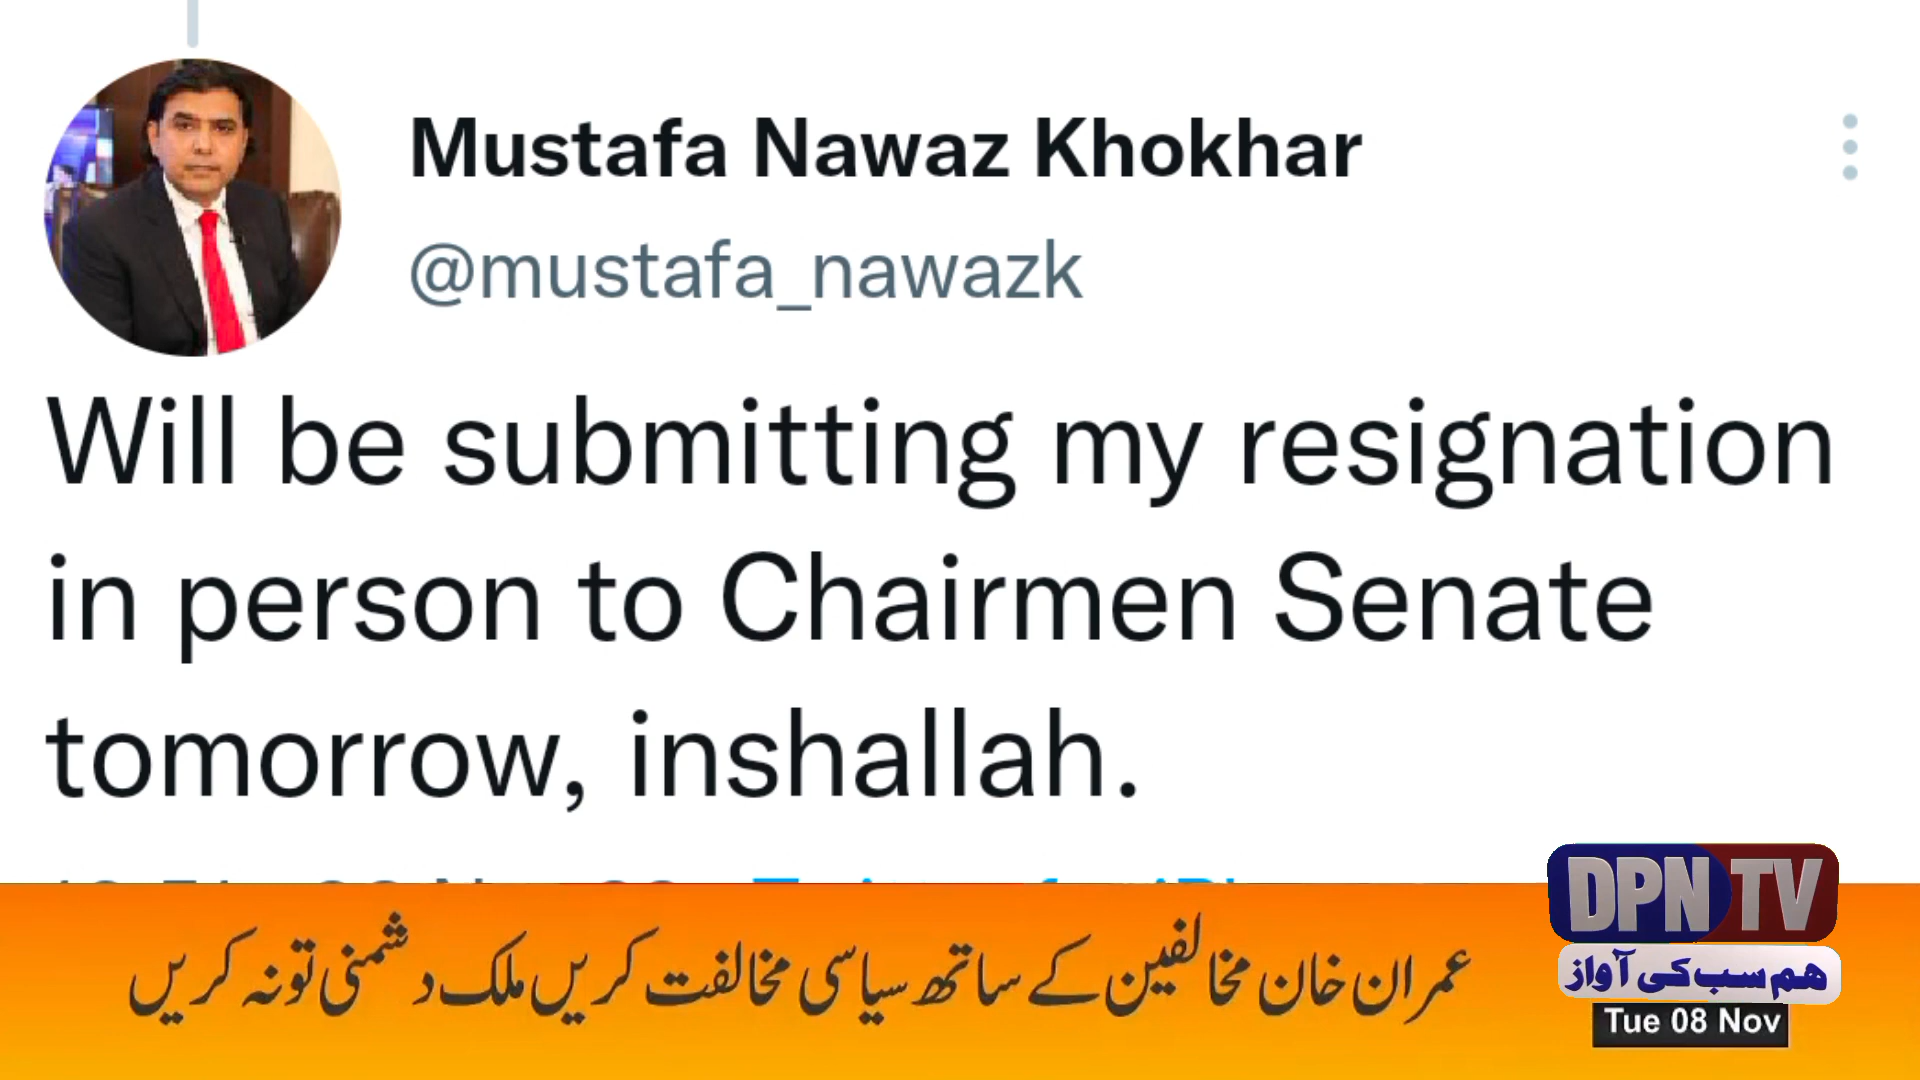 Mustafa Nawaz Khokhar
@mustafa_nawazk
Will be submitting my resignation
in person to Chairmen Senate
tomorrow, inshallah.
عمران خان مخالفین کے ساتھ سیاسی مخالفت کریں ملک دشمنی تو نہ کریں
DPN TV
ھم سب کی آواز
Tue 08 Nov